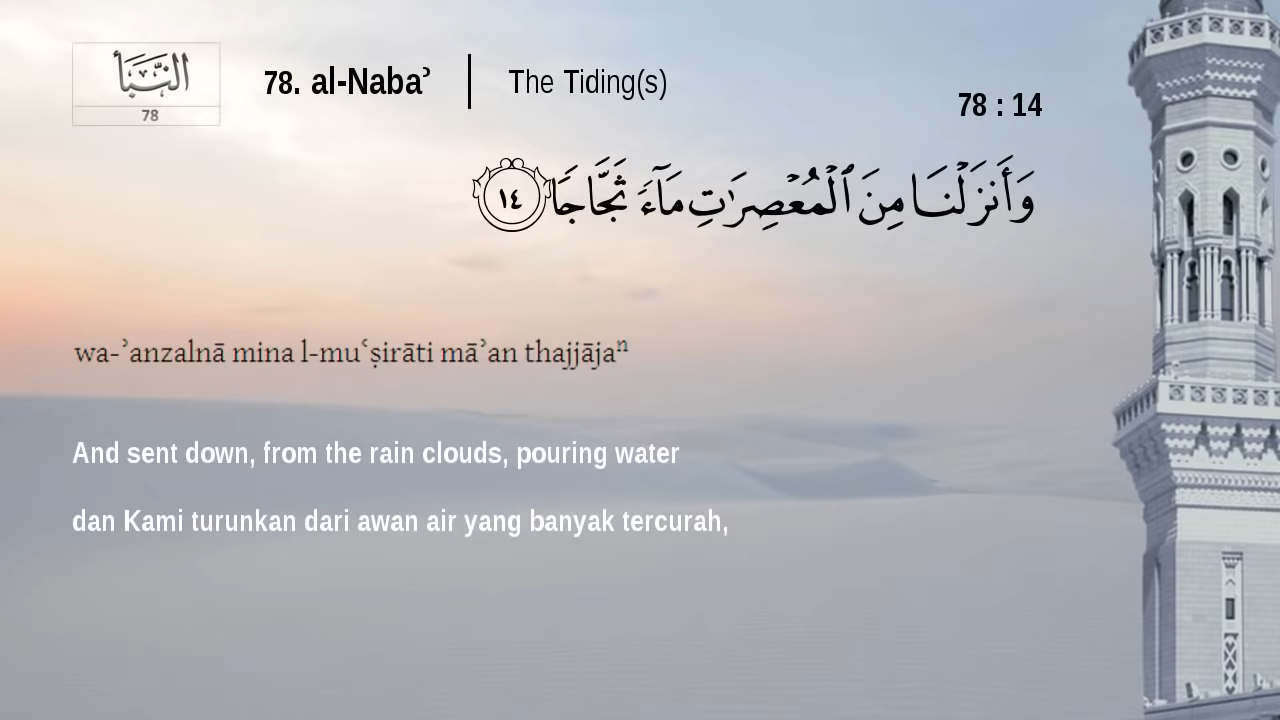 النَّبَأ
78
78. al-Nabaʾ
The Tiding(s)
78 : 14
وَأَنزَلْنَا مِنَ ٱلْمُعْصِرَٰتِ مَآءً ثَجَّاجًا ١٤
wa-ʾanzalnā mina l-muʿṣirāti māʾan thajjājaⁿ
And sent down, from the rain clouds, pouring water
dan Kami turunkan dari awan air yang banyak tercurah,